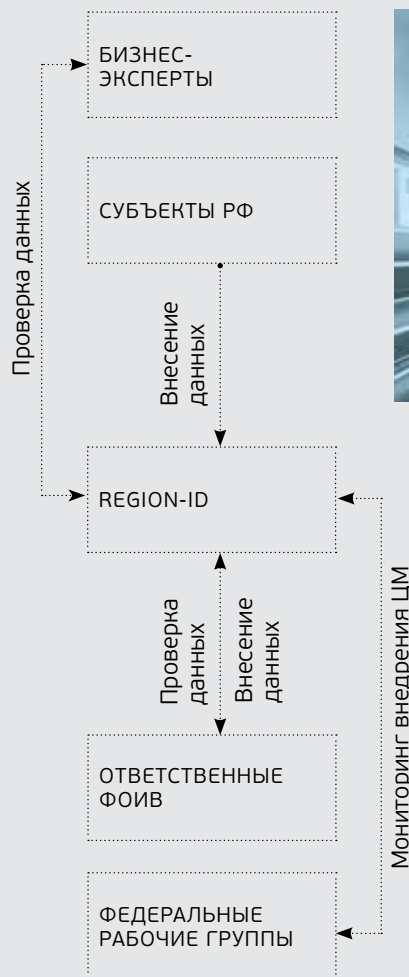 БИЗНЕС-
ЭКСПЕРТЫ
Проверка данных
СУБЪЕКТЫ РФ
Внесение
данных
REGION-ID
Проверка
данных
Внесение
данных
Мониторинг внедрения ЦМ
ОТВЕТСТВЕННЫЕ
ФОИВ
ФЕДЕРАЛЬНЫЕ
РАБОЧИЕ ГРУППЫ